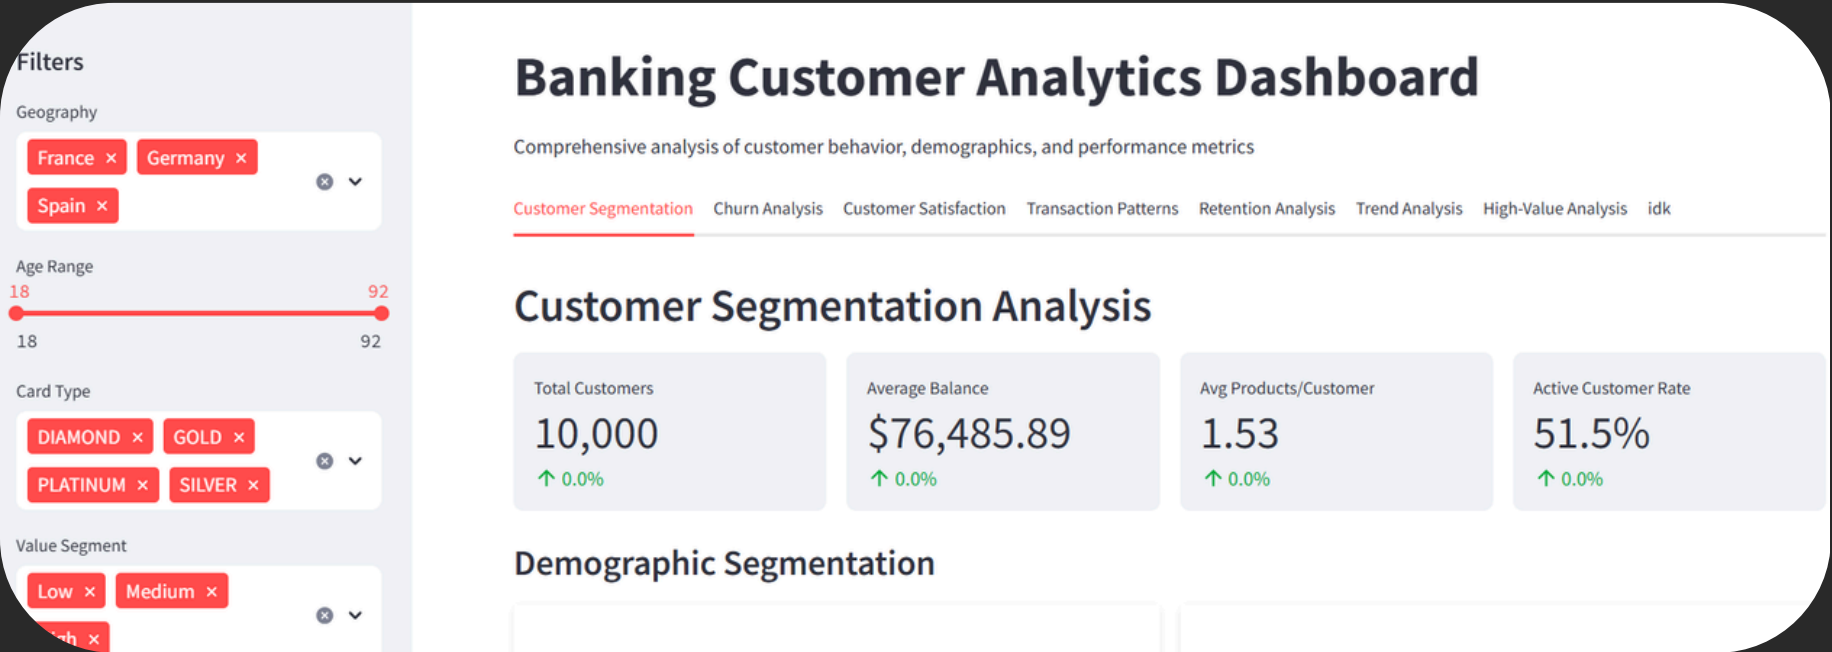 Filters
Geography
France × Germany ×
Spain ×
Age Range
18 92
18 92
Card Type
DIAMOND × GOLD ×
PLATINUM × SILVER ×
Value Segment
Low × Medium ×
Banking Customer Analytics Dashboard
Comprehensive analysis of customer behavior, demographics, and performance metrics
Customer Segmentation Churn Analysis Customer Satisfaction Transaction Patterns Retention Analysis Trend Analysis High-Value Analysis idk
Customer Segmentation Analysis
Total Customers
10,000
↑ 0.0%
Average Balance
$76,485.89
↑ 0.0%
Avg Products/Customer
1.53
↑ 0.0%
Active Customer Rate
51.5%
↑ 0.0%
Demographic Segmentation